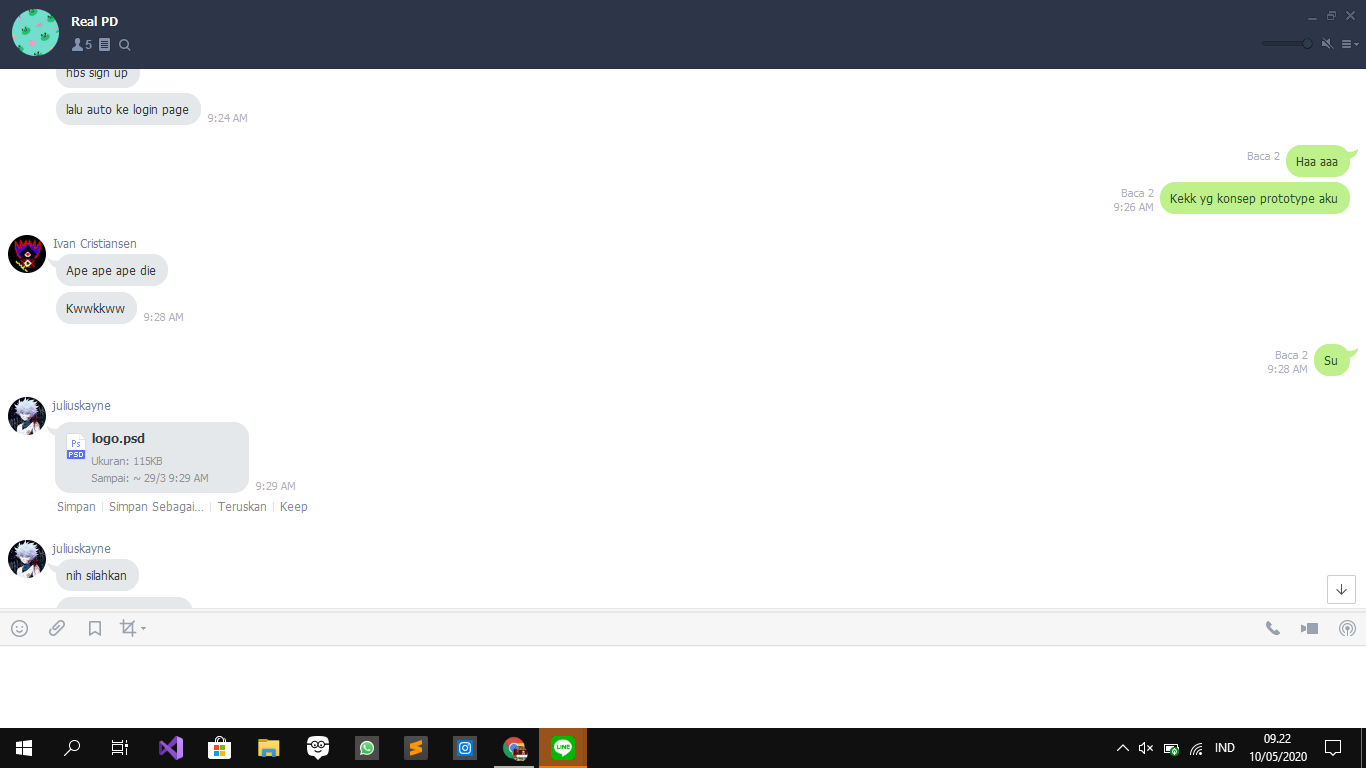 Real PD
5
hbs sign up
lalu auto ke login page
9:24 AM
Baca 2
Haa aaa
Baca 2
9:26 AM
Kekk yg konsep prototype aku
Ivan Cristiansen
Ape ape ape die
Kwwkkww
9:28 AM
Baca 2
9:28 AM
Su
juliuskayne
logo.psd
Ps
PSD
Ukuran: 115KB
Sampai: ~ 29/3 9:29 AM
9:29 AM
Simpan | Simpan Sebagai... | Teruskan | Keep
juliuskayne
nih silahkan
LINE
IND
09.22
10/05/2020